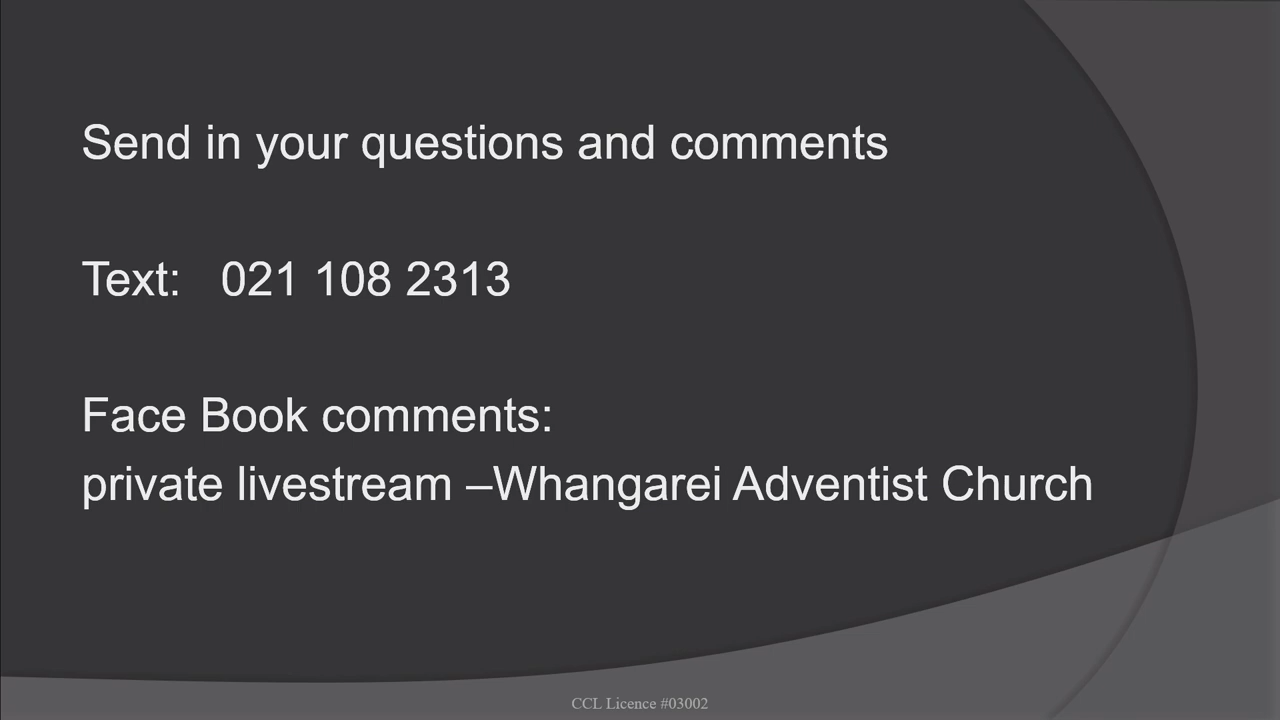 Send in your questions and comments
Text: 021 108 2313
Face Book comments:
private livestream –Whangarei Adventist Church
CCL Licence #03002